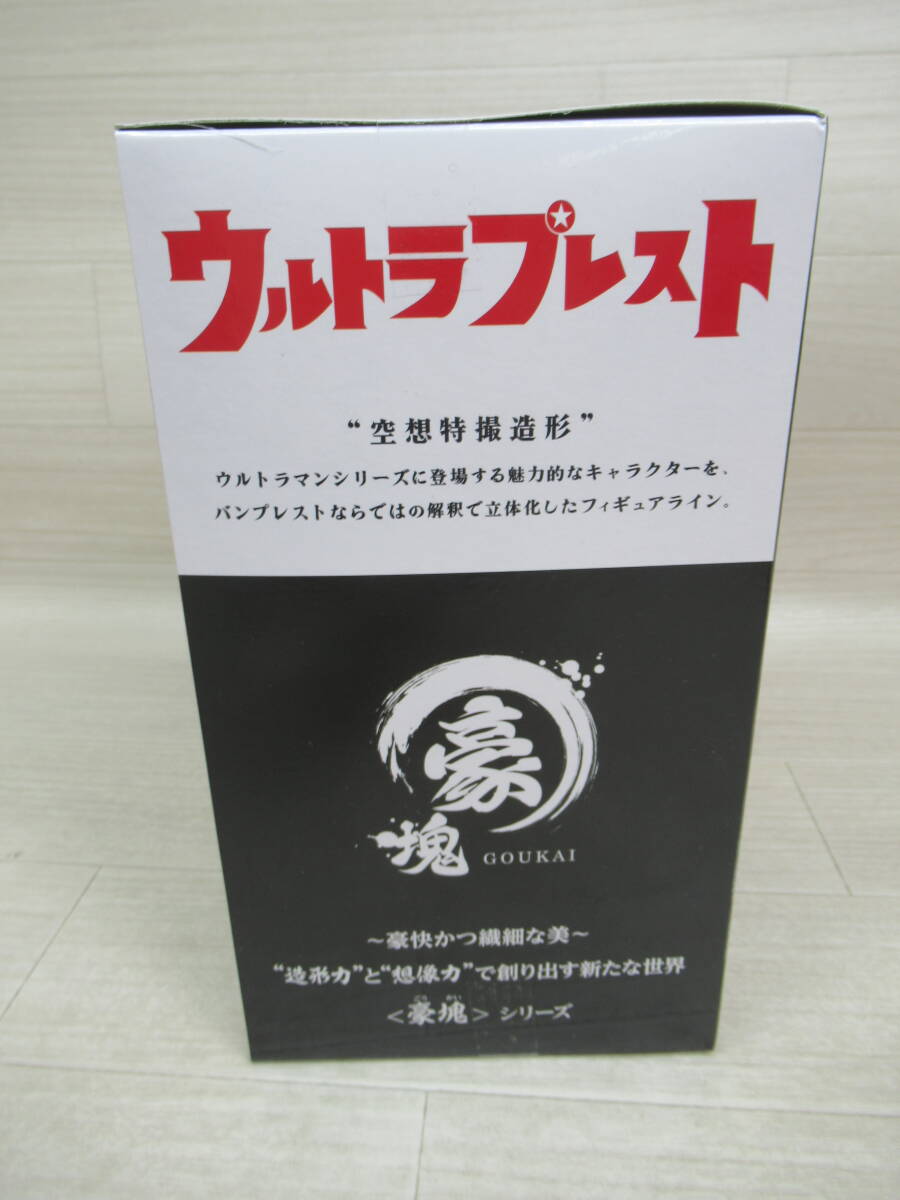 ウルトラプレスト
“空想特撮造形”
ウルトラマンシリーズに登場する魅力的なキャラクターを、
バンプレストならではの解釈で立体化したフィギュアライン。
豪
塊 GOUKAI
～豪快かつ繊細な美～
“造形力”と“想像力”で創り出す新たな世界
ごう かい
＜豪塊＞シリーズ